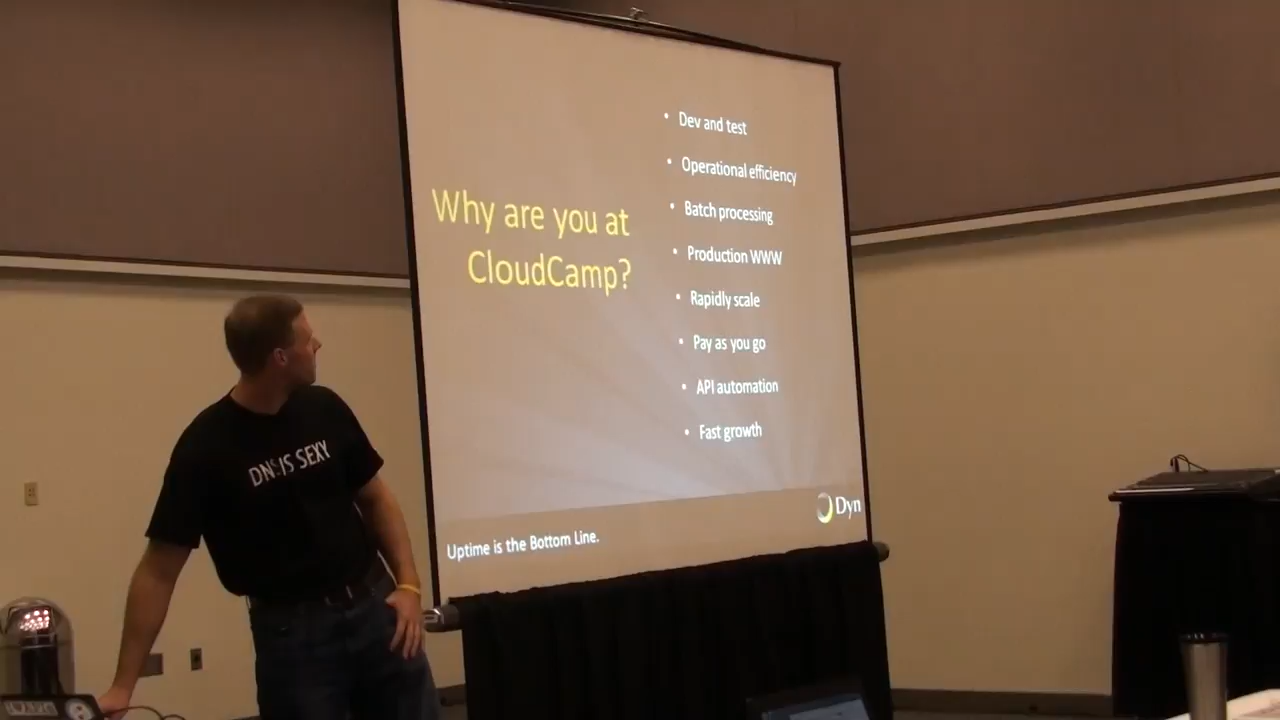 Why are you at
CloudCamp?
• Dev and test
• Operational efficiency
• Batch processing
• Production WWW
• Rapidly scale
• Pay as you go
• API automation
• Fast growth
Uptime is the Bottom Line.
Dyn
DNS IS SEXY